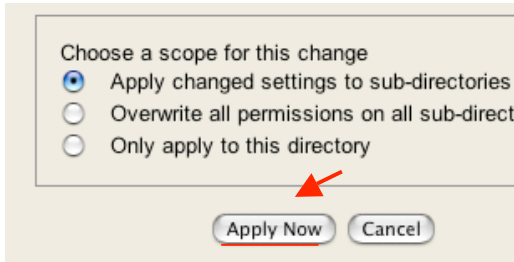 Choose a scope for this change
Apply changed settings to sub-directories
Overwrite all permissions on all sub-direct
Only apply to this directory
Apply Now Cancel